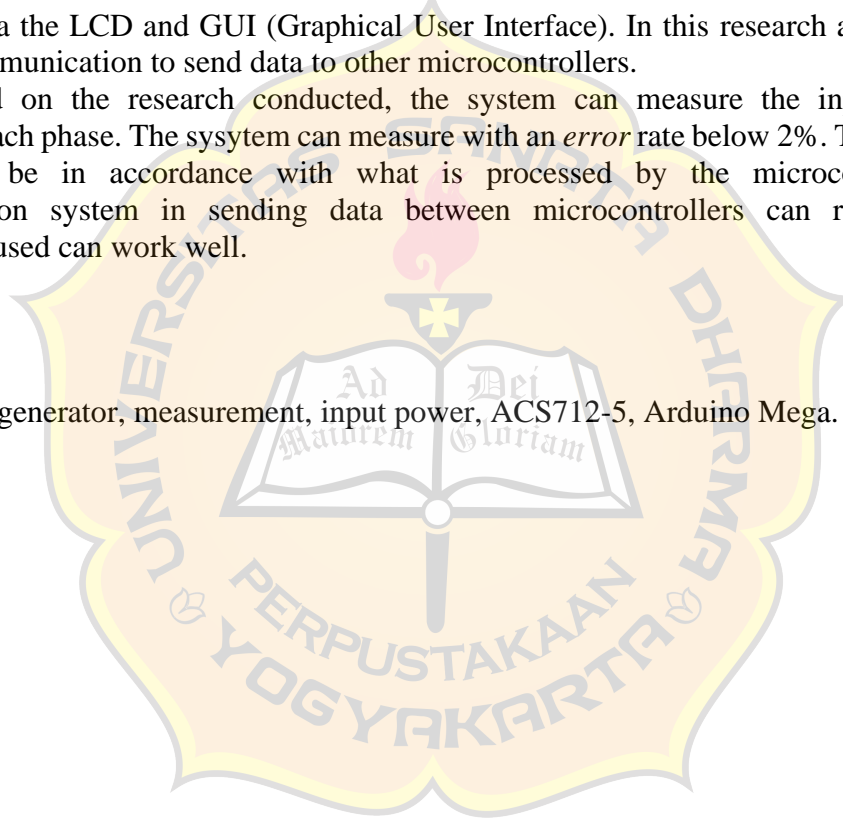 a the LCD and GUI (Graphical User Interface). In this research a
munication to send data to other microcontrollers.
d on the research conducted, the system can measure the in
ach phase. The sysytem can measure with an error rate below 2%. T
be in accordance with what is processed by the microc
on system in sending data between microcontrollers can r
used can work well.
generator, measurement, input power, ACS712-5, Arduino Mega.
UNIVERSITAS SANATA DHARMA
Ad Maiorem
Dei Gloriam
PERPUSTAKAAN
YOGYAKARTA